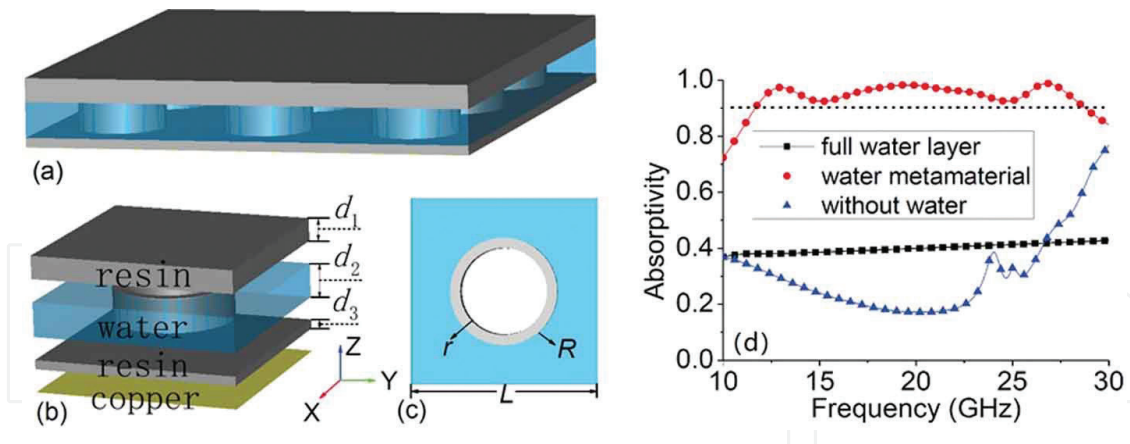 (a)
d1
resin
d2
water
d3
resin
copper
(b)
Z
Y
X
r
R
L
(c)
1.0
0.8
0.6
0.4
0.2
0.0
Absorptivity
full water layer
water metamaterial
without water
(d)
10 15 20 25 30
Frequency (GHz)